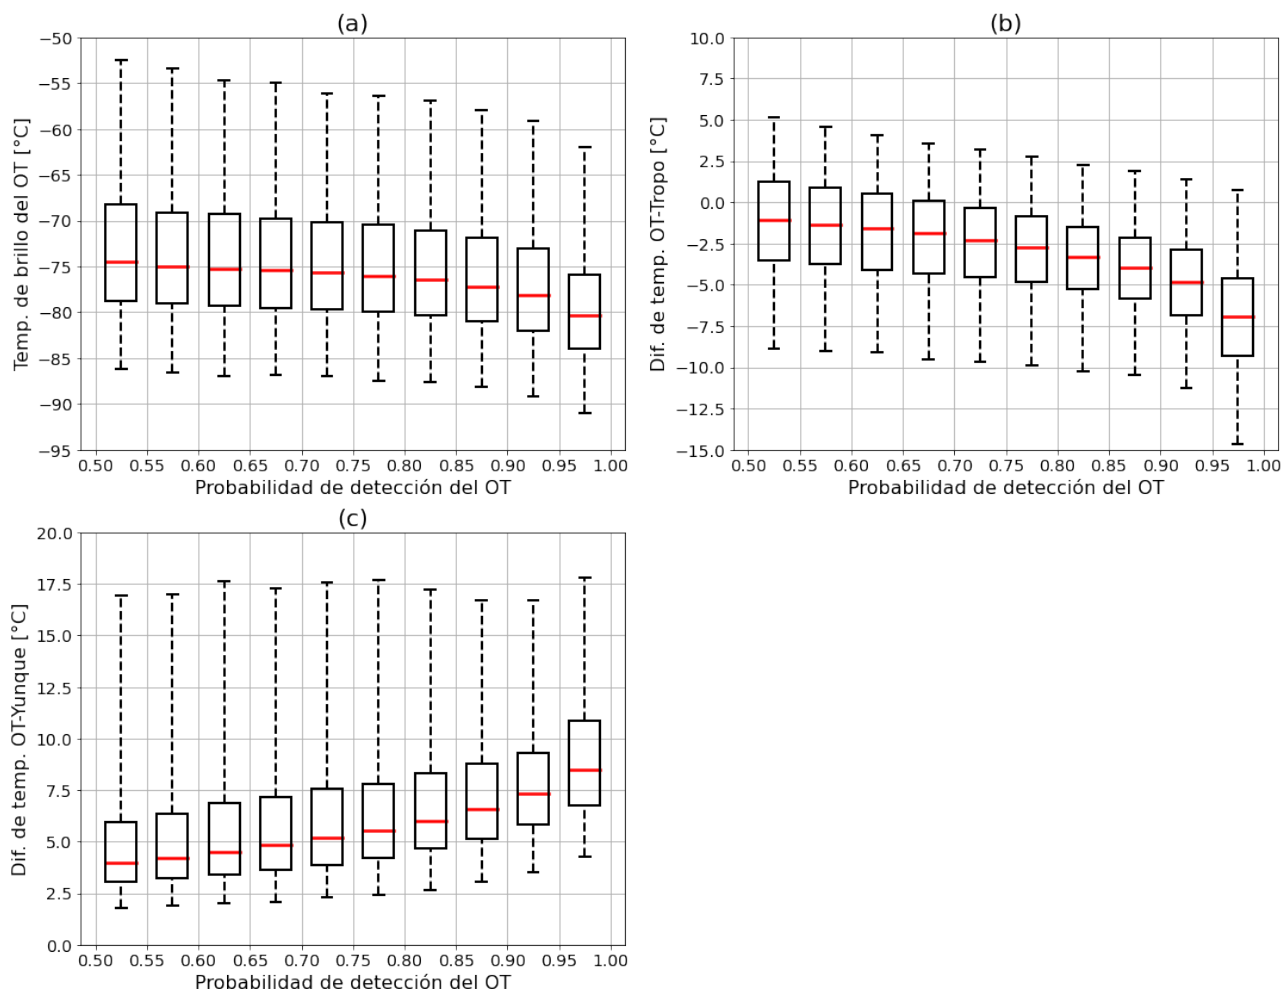 (a)
Temp. de brillo del OT [°C]
−50
−55
−60
−65
−70
−75
−80
−85
−90
−95
0.50 0.55 0.60 0.65 0.70 0.75 0.80 0.85 0.90 0.95 1.00
Probabilidad de detección del OT
(b)
Dif. de temp. OT-Tropo [°C]
10.0
7.5
5.0
2.5
0.0
−2.5
−5.0
−7.5
−10.0
−12.5
−15.0
0.50 0.55 0.60 0.65 0.70 0.75 0.80 0.85 0.90 0.95 1.00
Probabilidad de detección del OT
(c)
Dif. de temp. OT-Yunque [°C]
20.0
17.5
15.0
12.5
10.0
7.5
5.0
2.5
0.0
0.50 0.55 0.60 0.65 0.70 0.75 0.80 0.85 0.90 0.95 1.00
Probabilidad de detección del OT